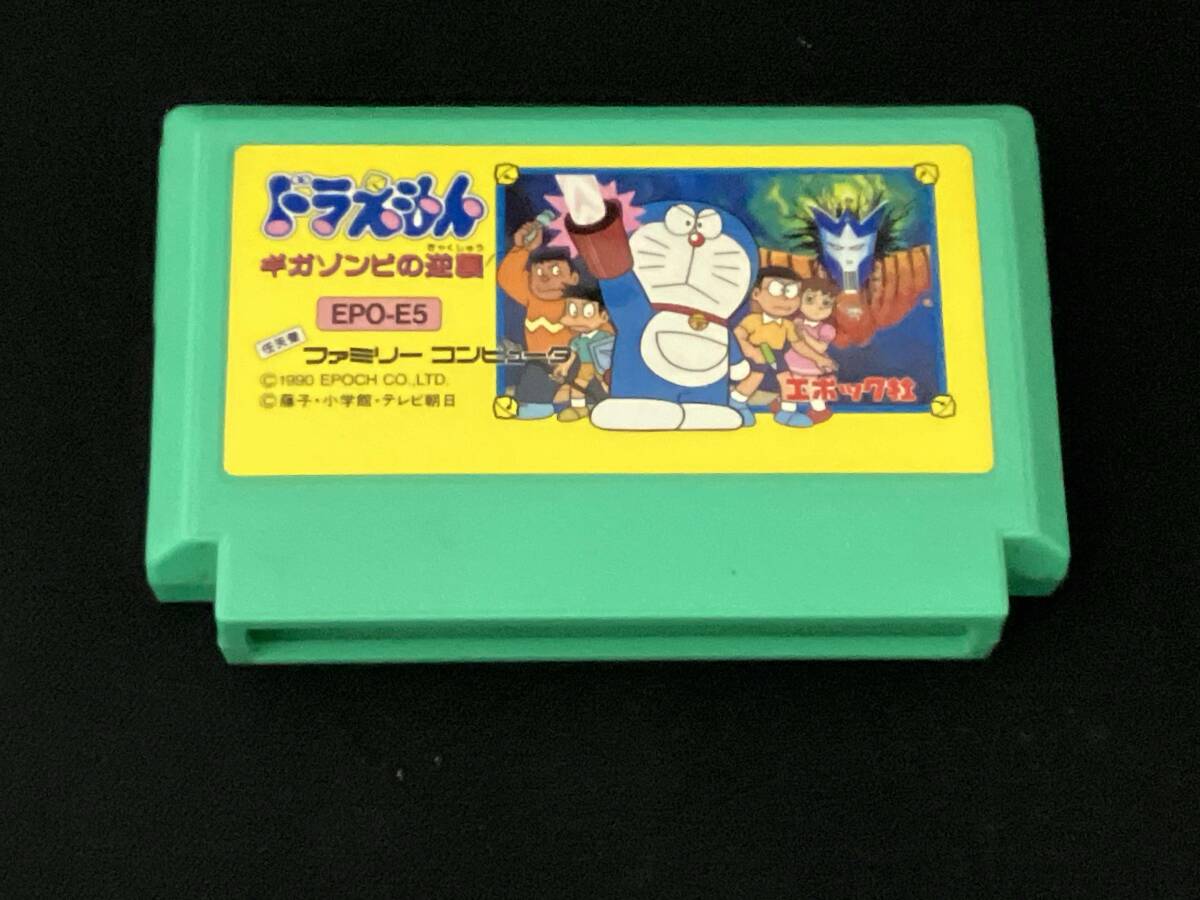 ドラえもん
ぎゃくしゅう
ギガゾンビの逆襲
EPO-E5
任天堂
ファミリー コンピュータ
©1990 EPOCH CO.,LTD.
©藤子・小学館・テレビ朝日
エポック社